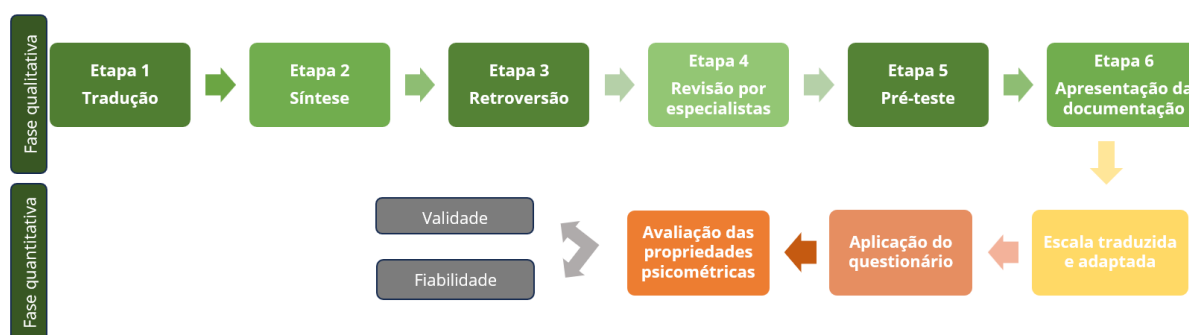 Fase qualitativa
Etapa 1
Tradução
Etapa 2
Síntese
Etapa 3
Retroversão
Etapa 4
Revisão por
especialistas
Etapa 5
Pré-teste
Etapa 6
Apresentação da
documentação
Fase quantitativa
Validade
Fiabilidade
Avaliação das
propriedades
psicométricas
Aplicação do
questionário
Escala traduzida
e adaptada